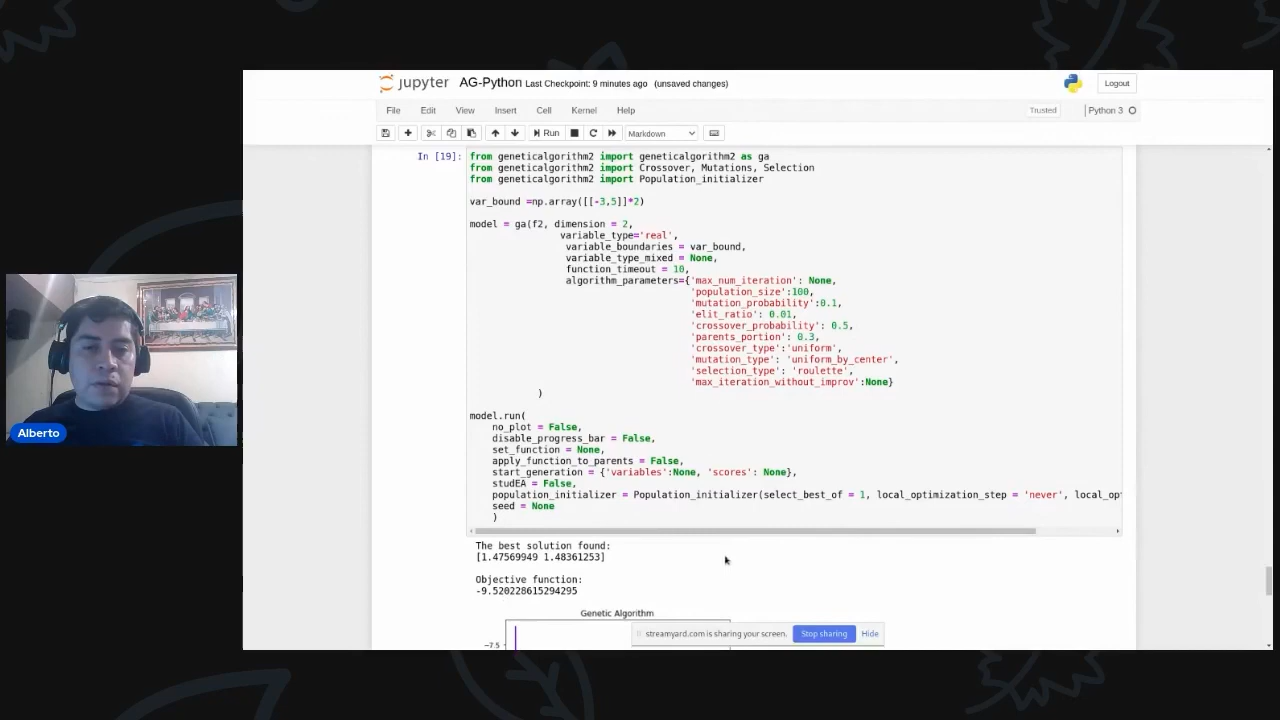 jupyter AG-Python Last Checkpoint: 9 minutes ago (unsaved changes) Logout
File Edit View Insert Cell Kernel Help Trusted Python 3
Run Markdown
In [19]: from geneticalgorithm2 import geneticalgorithm2 as ga
from geneticalgorithm2 import Crossover, Mutations, Selection
from geneticalgorithm2 import Population_initializer
var_bound =np.array([[-3,5]]*2)
model = ga(f2, dimension = 2,
variable_type='real',
variable_boundaries = var_bound,
variable_type_mixed = None,
function_timeout = 10,
algorithm_parameters={'max_num_iteration': None,
'population_size':100,
'mutation_probability':0.1,
'elit_ratio': 0.01,
'crossover_probability': 0.5,
'parents_portion': 0.3,
'crossover_type':'uniform',
'mutation_type': 'uniform_by_center',
'selection_type': 'roulette',
'max_iteration_without_improv':None}
)
model.run(
no_plot = False,
disable_progress_bar = False,
set_function = None,
apply_function_to_parents = False,
start_generation = {'variables':None, 'scores': None},
studEA = False,
population_initializer = Population_initializer(select_best_of = 1, local_optimization_step = 'never', local_op
seed = None
)
The best solution found:
[1.47569949 1.48361253]
Objective function:
-9.520228615294295
Genetic Algorithm
streamyard.com is sharing your screen. Stop sharing Hide
-7.5
Alberto